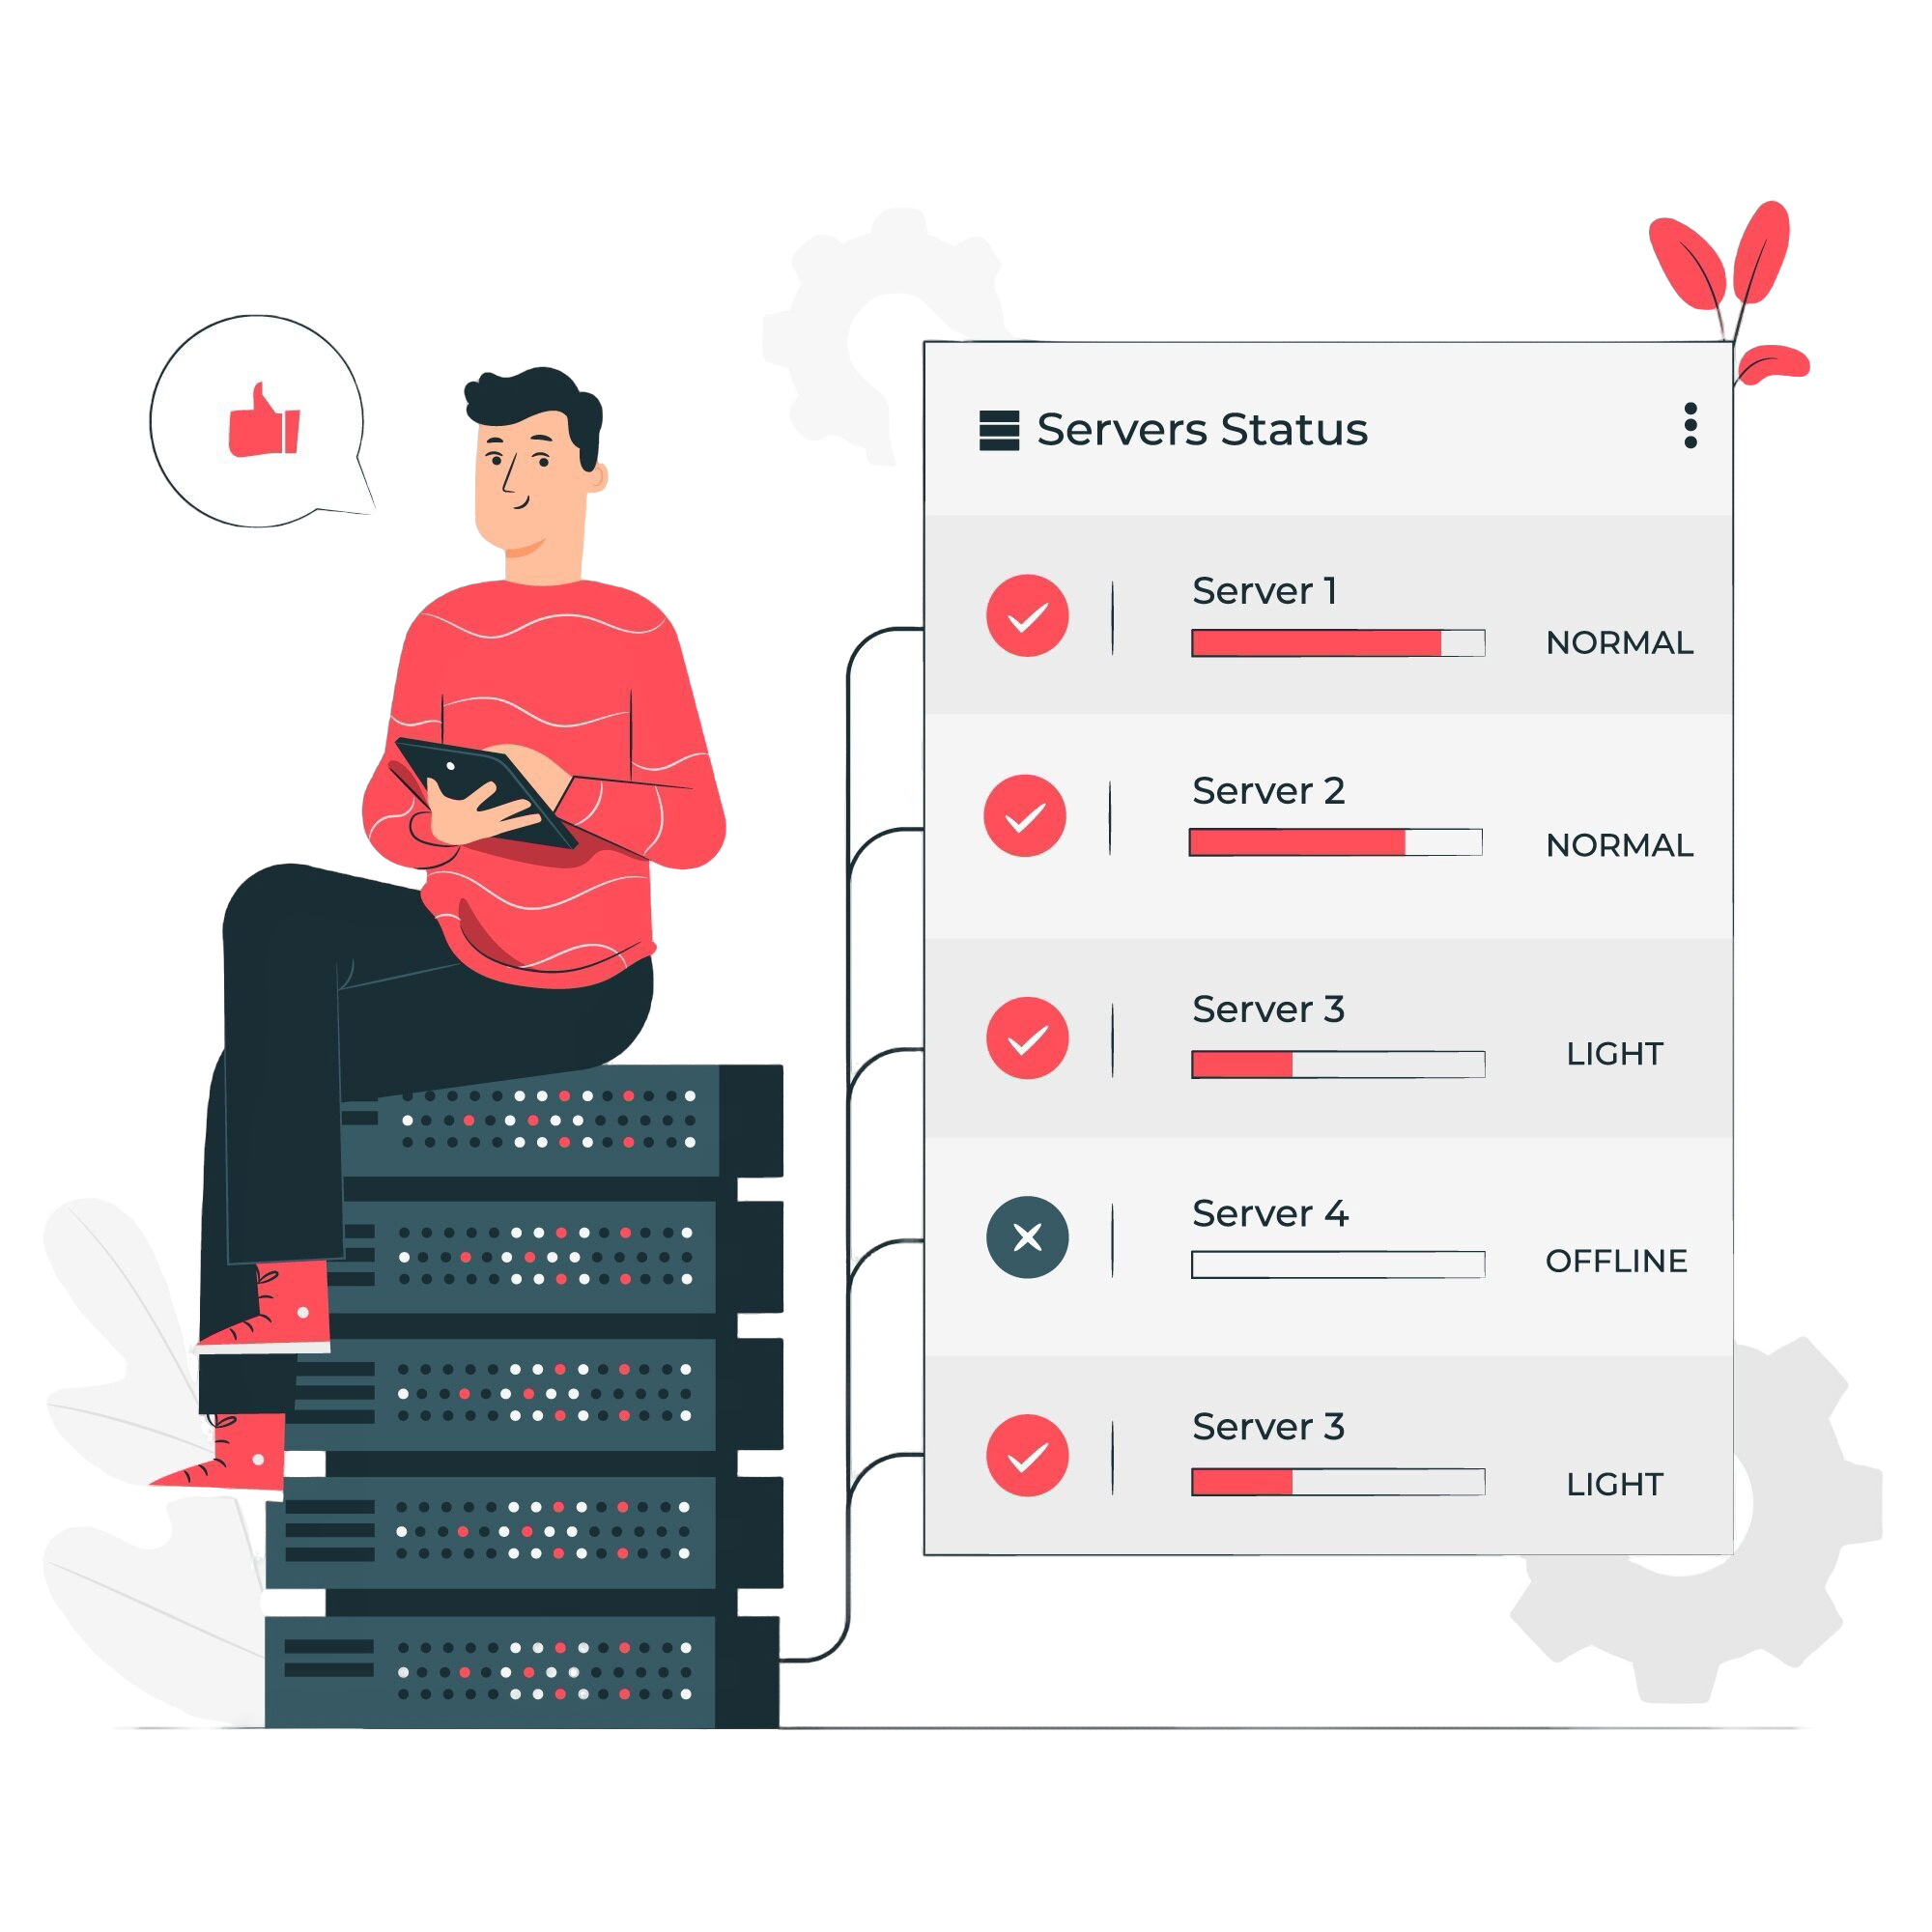 Servers Status
Server 1
NORMAL
Server 2
NORMAL
Server 3
LIGHT
Server 4
OFFLINE
Server 3
LIGHT